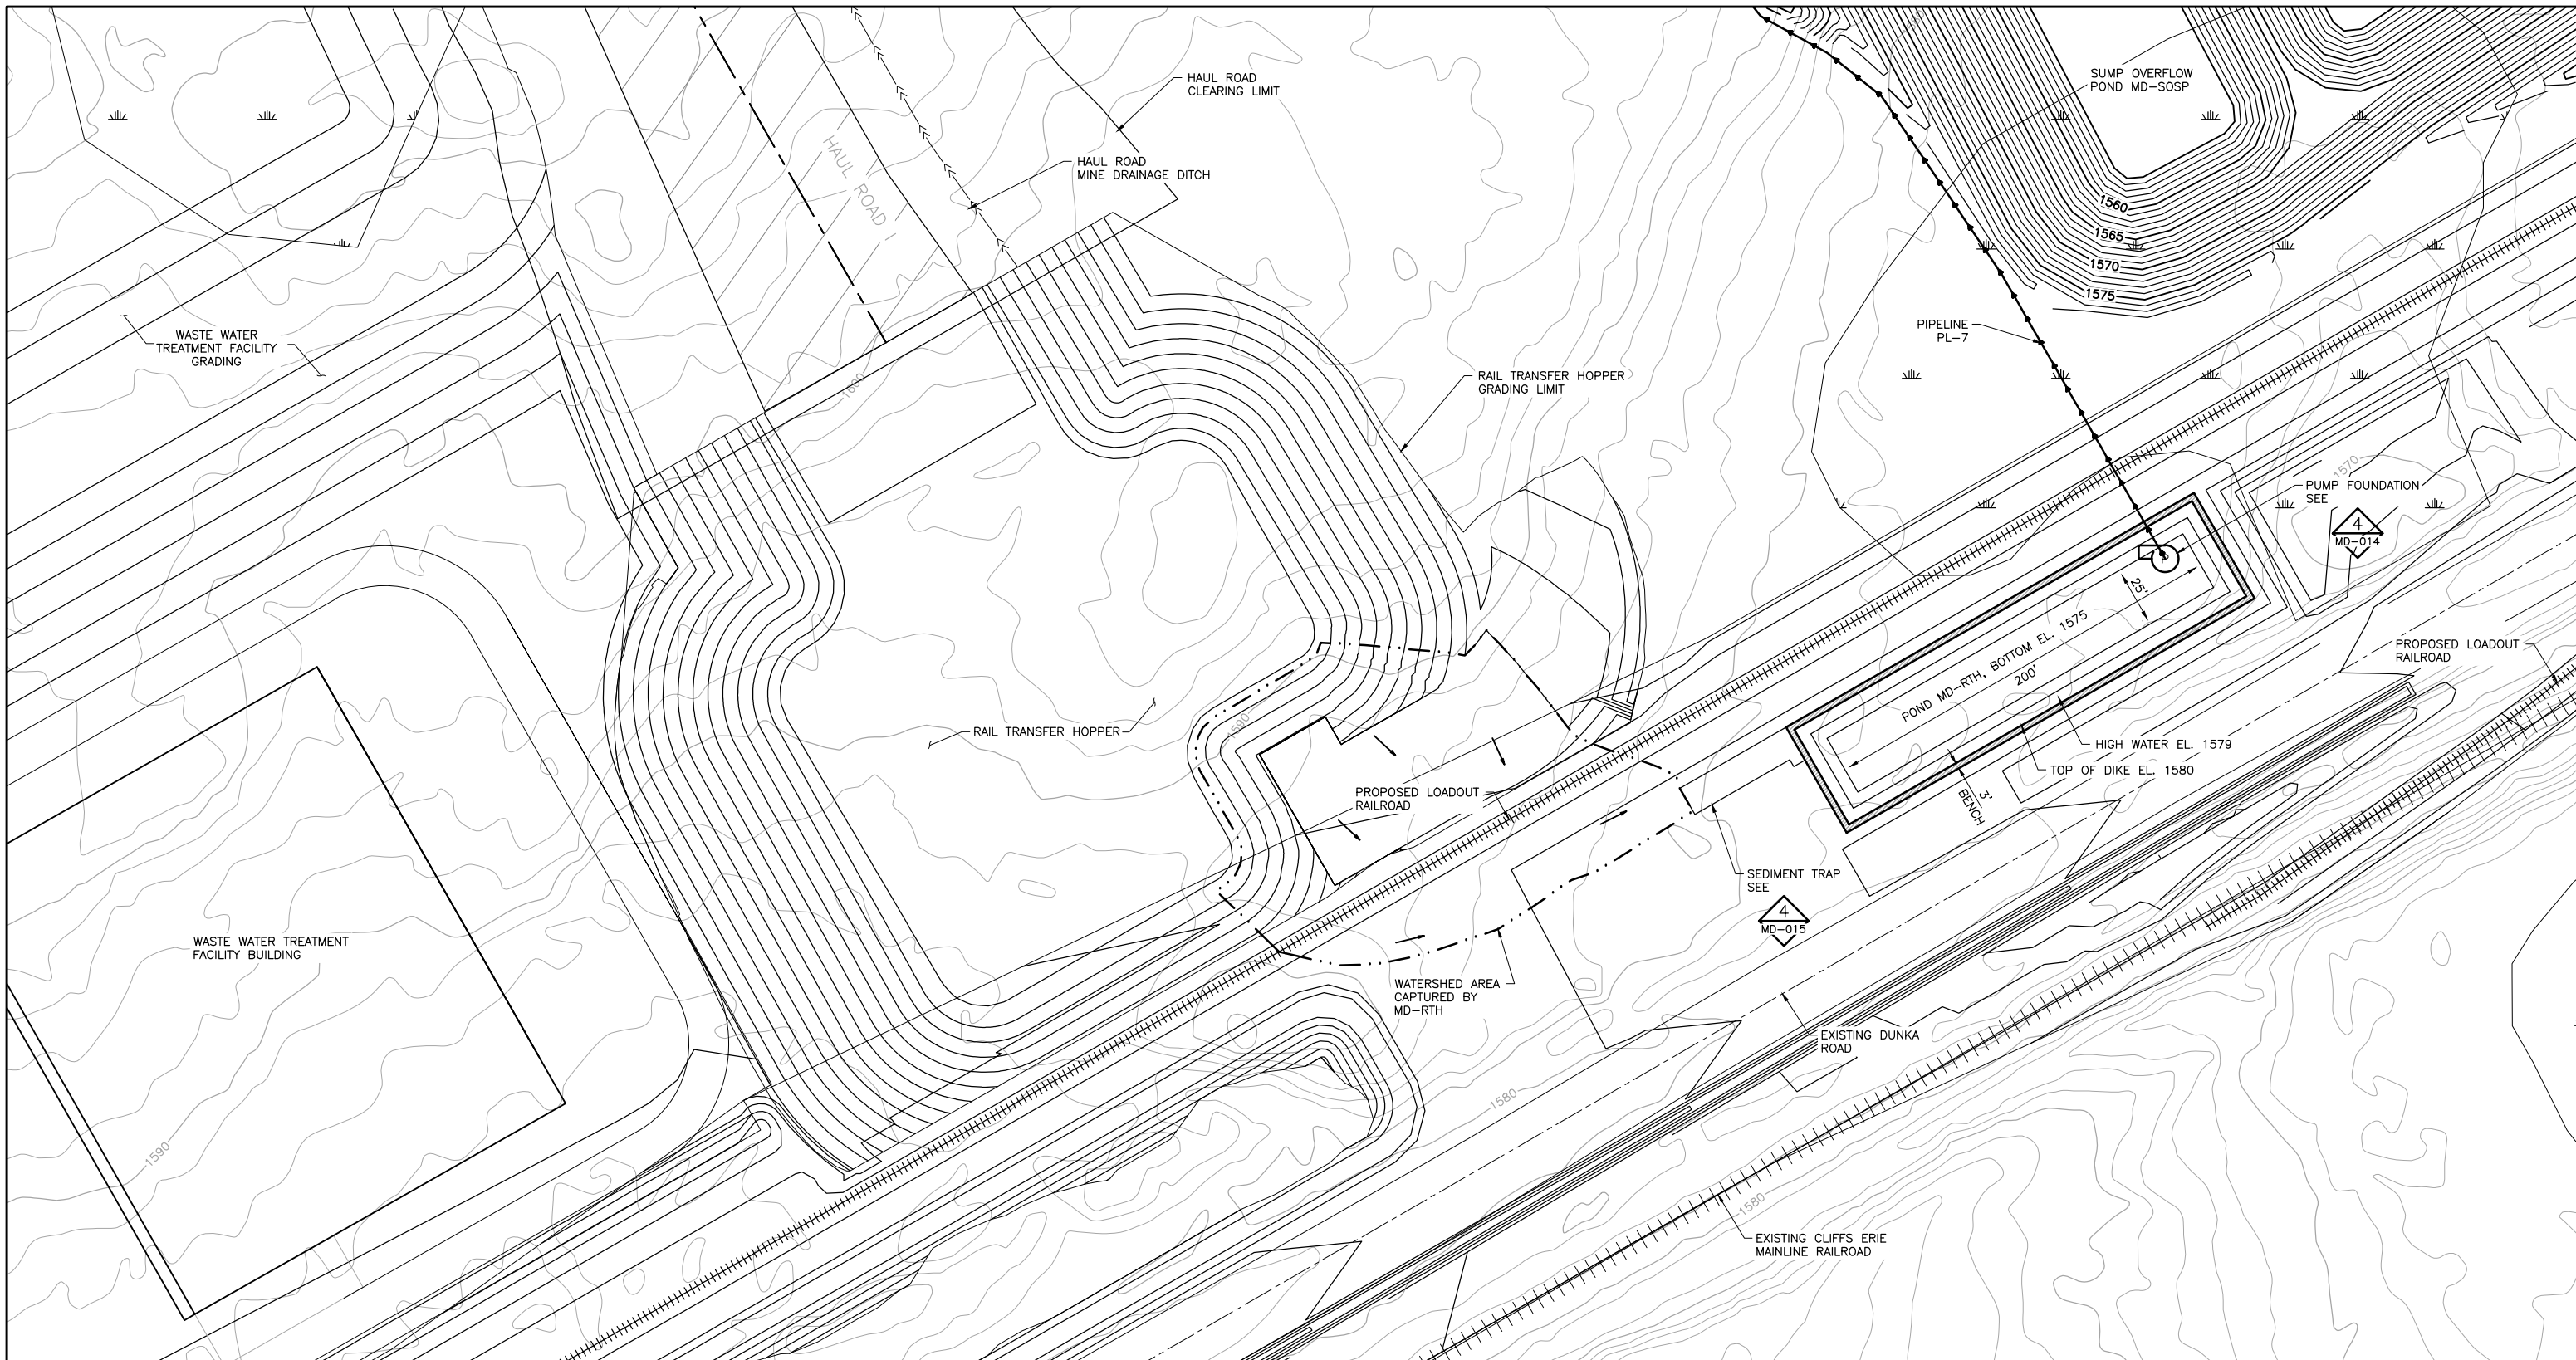 HAUL ROAD
CLEARING LIMIT
SUMP OVERFLOW
POND MD-SOSP
HAUL ROAD
HAUL ROAD
MINE DRAINAGE DITCH
1560
1565
1570
1575
WASTE WATER
TREATMENT FACILITY
GRADING
PIPELINE
PL-7
1600
RAIL TRANSFER HOPPER
GRADING LIMIT
1570
PUMP FOUNDATION
SEE
4
MD-014
25'
POND MD-RTH, BOTTOM EL. 1575
200'
PROPOSED LOADOUT
RAILROAD
RAIL TRANSFER HOPPER
1590
HIGH WATER EL. 1579
TOP OF DIKE EL. 1580
3'
BENCH
PROPOSED LOADOUT
RAILROAD
SEDIMENT TRAP
SEE
4
MD-015
WASTE WATER TREATMENT
FACILITY BUILDING
WATERSHED AREA
CAPTURED BY
MD-RTH
EXISTING DUNKA
ROAD
1580
1590
1580
EXISTING CLIFFS ERIE
MAINLINE RAILROAD